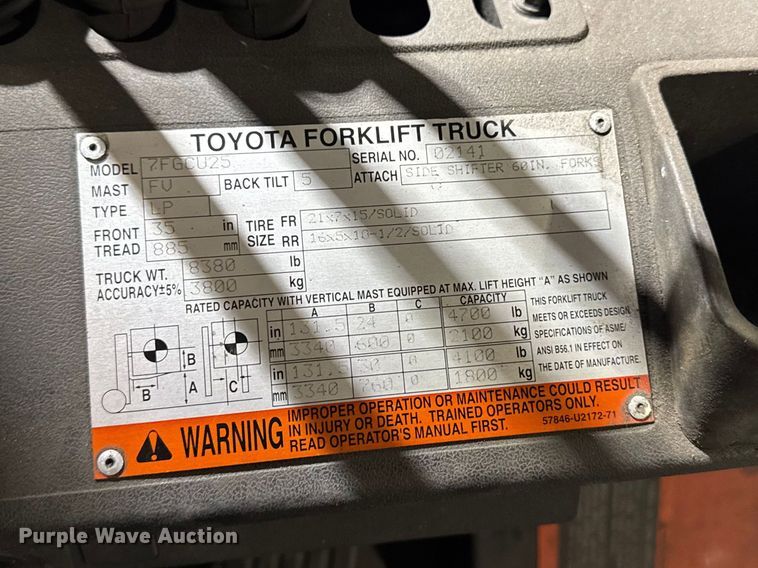 TOYOTA FORKLIFT TRUCK
MODEL 7FGCU25 SERIAL NO. 02141
MAST FV BACK TILT 5 ATTACH SIDE SHIFTER 60IN. FORKS
TYPE LP
FRONT TREAD 35 in 885 mm
TIRE SIZE FR 21x7x15/SOLID
RR 16x5x10-1/2/SOLID
TRUCK WT. 8380 lb
ACCURACY±5% 3800 kg
RATED CAPACITY WITH VERTICAL MAST EQUIPPED AT MAX. LIFT HEIGHT "A" AS SHOWN
A B C CAPACITY
in 131.5 24 0 4700 lb
mm 3340 600 0 2100 kg
in 131.5 30 0 4100 lb
mm 3340 760 0 1800 kg
THIS FORKLIFT TRUCK
MEETS OR EXCEEDS DESIGN
SPECIFICATIONS OF ASME/
ANSI B56.1 IN EFFECT ON
THE DATE OF MANUFACTURE.
B
B A C
WARNING
IMPROPER OPERATION OR MAINTENANCE COULD RESULT
IN INJURY OR DEATH. TRAINED OPERATORS ONLY.
READ OPERATOR'S MANUAL FIRST.
57846-U2172-71
Purple Wave Auction